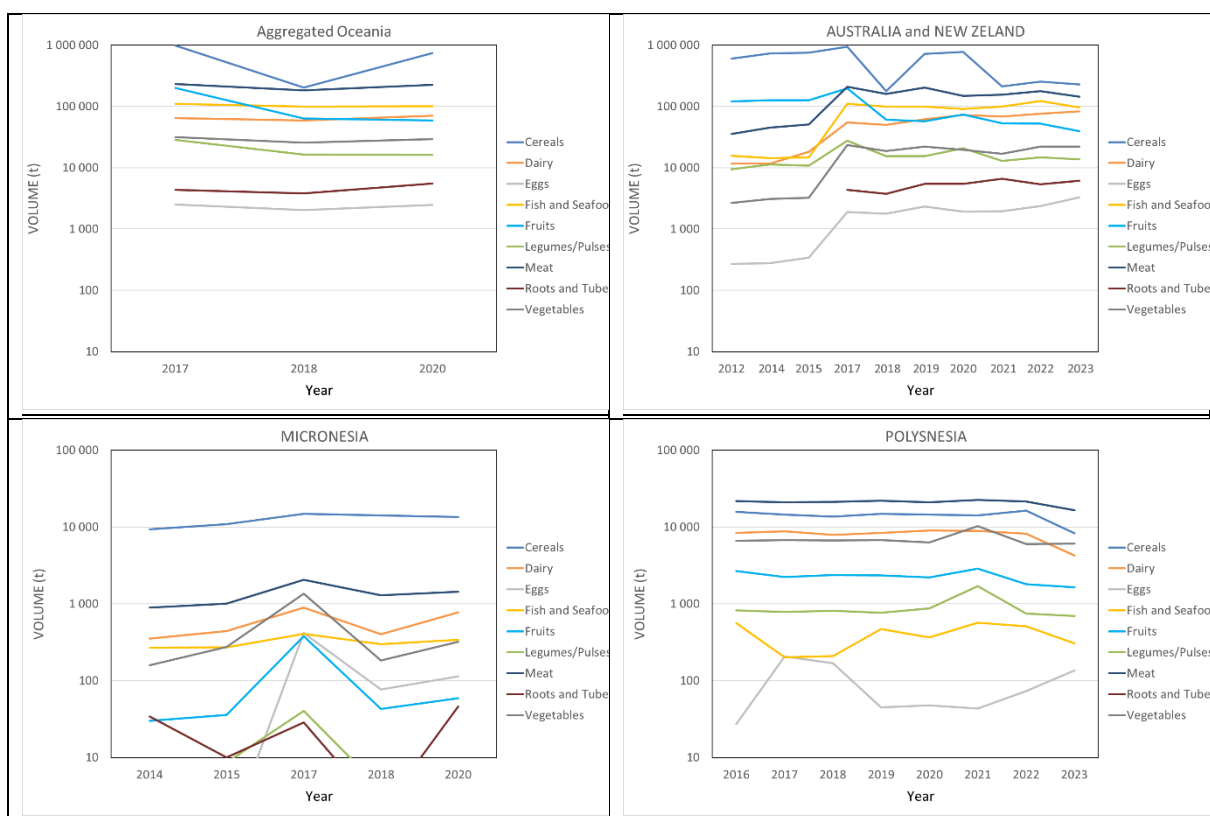 Aggregated Oceania
1 000 000
100 000
10 000
1 000
100
10
VOLUME (t)
2017 2018 2020
Year
Cereals
Dairy
Eggs
Fish and Seafoo
Fruits
Legumes/Pulses
Meat
Roots and Tube
Vegetables
AUSTRALIA and NEW ZELAND
1 000 000
100 000
10 000
1 000
100
10
VOLUME (t)
2012 2014 2015 2017 2018 2019 2020 2021 2022 2023
Year
Cereals
Dairy
Eggs
Fish and Seafoo
Fruits
Legumes/Pulses
Meat
Roots and Tube
Vegetables
MICRONESIA
100 000
10 000
1 000
100
10
VOLUME (t)
2014 2015 2017 2018 2020
Year
Cereals
Dairy
Eggs
Fish and Seafoo
Fruits
Legumes/Pulses
Meat
Roots and Tube
Vegetables
POLYSNESIA
100 000
10 000
1 000
100
10
VOLUME (t)
2016 2017 2018 2019 2020 2021 2022 2023
Year
Cereals
Dairy
Eggs
Fish and Seafoo
Fruits
Legumes/Pulses
Meat
Roots and Tube
Vegetables